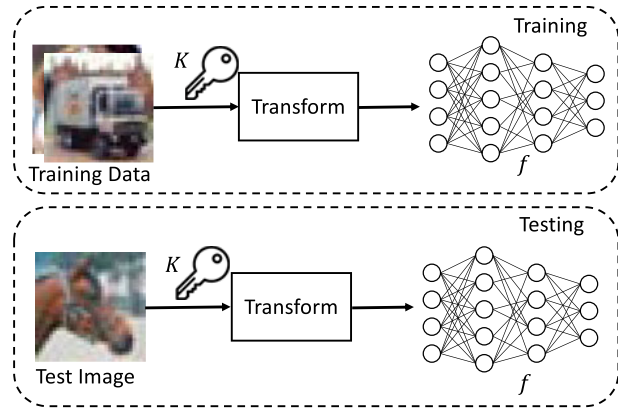 Training
K
Transform
Training Data
f
Testing
K
Transform
Test Image
f